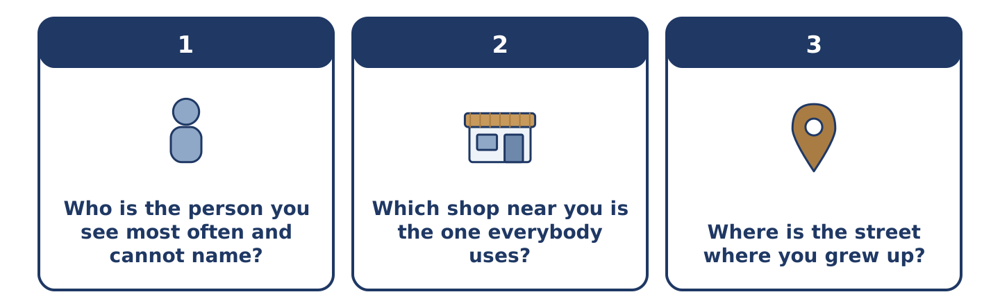 1
Who is the person you
see most often and
cannot name?
2
Which shop near you is
the one everybody
uses?
3
Where is the street
where you grew up?